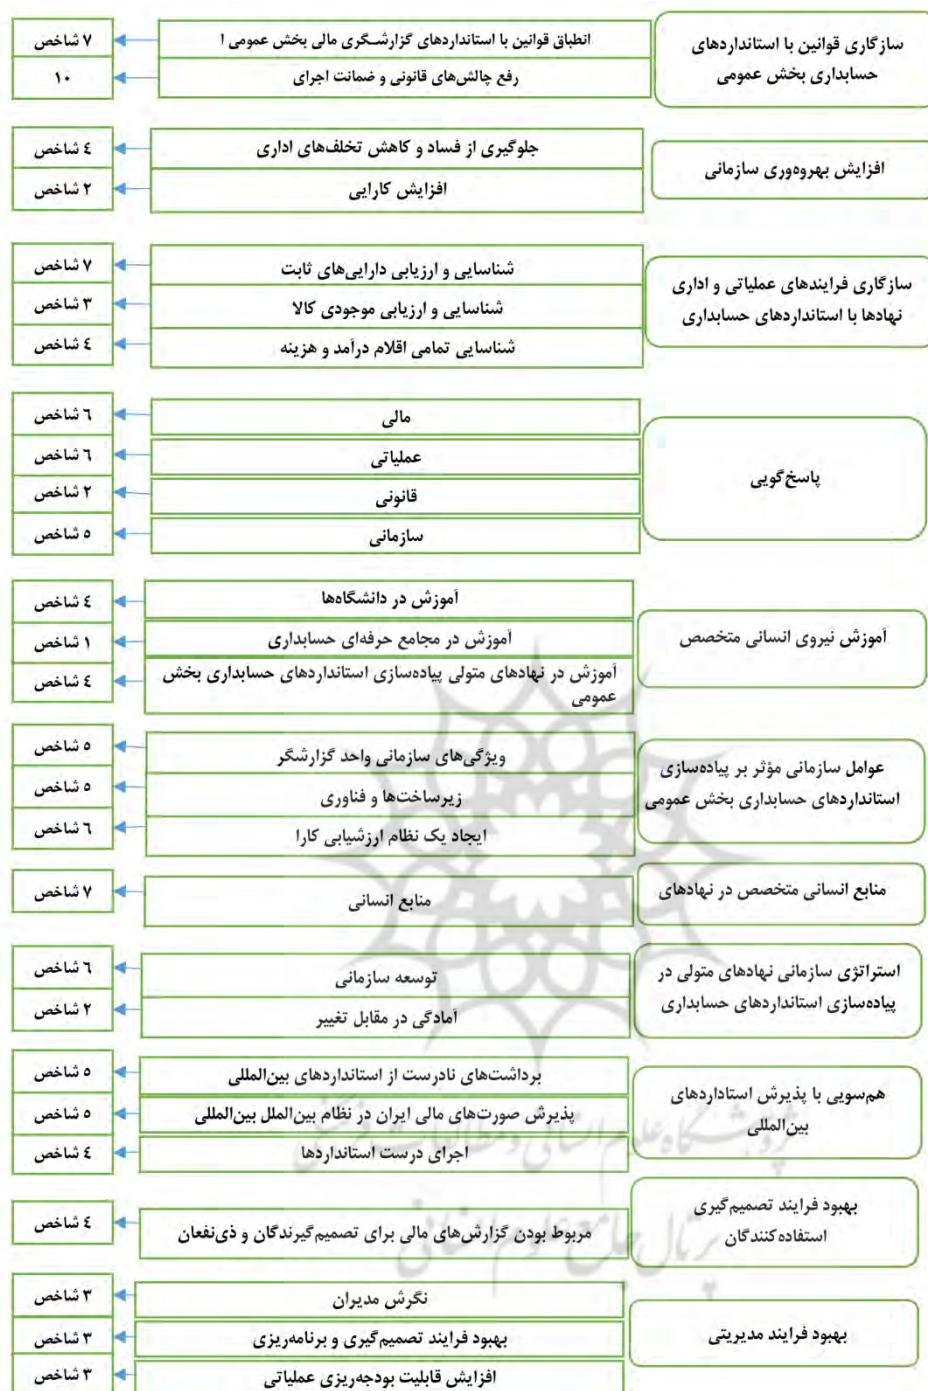 سازگاری قوانین با استانداردهای
حسابداری بخش عمومی
انطباق قوانین با استانداردهای گزارشـگری مالی بخش عمومی ا
۷ شاخص
رفع چالش‌های قانونی و ضمانت اجرای
۱۰
افزایش بهروه‌وری سازمانی
جلوگیری از فساد و کاهش تخلف‌های اداری
٤ شاخص
افزایش کارایی
۲ شاخص
سازگاری فرایندهای عملیاتی و اداری
نهادها با استانداردهای حسابداری
شناسایی و ارزیابی دارایی‌های ثابت
۷ شاخص
شناسایی و ارزیابی موجودی کالا
۳ شاخص
شناسایی تمامی اقلام درآمد و هزینه
٤ شاخص
پاسخ‌گویی
مالی
٦ شاخص
عملیاتی
٦ شاخص
قانونی
۲ شاخص
سازمانی
٥ شاخص
آموزش نیروی انسانی متخصص
آموزش در دانشگاه‌ها
٤ شاخص
آموزش در مجامع حرفه‌ای حسابداری
۱ شاخص
آموزش در نهادهای متولی پیاده‌سازی استانداردهای حسابداری بخش
عمومی
٤ شاخص
عوامل سازمانی مؤثر بر پیاده‌سازی
استانداردهای حسابداری بخش عمومی
ویژگی‌های سازمانی واحد گزارشگر
٥ شاخص
زیرساخت‌ها و فناوری
٥ شاخص
ایجاد یک نظام ارزشیابی کارا
٦ شاخص
منابع انسانی متخصص در نهادهای
منابع انسانی
۷ شاخص
استراتژی سازمانی نهادهای متولی در
پیاده‌سازی استانداردهای حسابداری
توسعه سازمانی
٦ شاخص
آمادگی در مقابل تغییر
۲ شاخص
هم‌سویی با پذیرش استاداردهای
بین‌المللی
برداشت‌های نادرست از استانداردهای بین‌المللی
٥ شاخص
پذیرش صورت‌های مالی ایران در نظام بین‌الملل بین‌المللی
٥ شاخص
اجرای درست استانداردها
٤ شاخص
پژوهشگاه علوم انسانی و مطالعات فرهنگی
بهبود فرایند تصمیم‌گیری
استفاده‌کنندگان
مربوط بودن گزارش‌های مالی برای تصمیم‌گیرندگان و ذی‌نفعان
٤ شاخص
پرتال جامع علوم انسانی
بهبود فرایند مدیریتی
نگرش مدیران
۳ شاخص
بهبود فرایند تصمیم‌گیری و برنامه‌ریزی
۳ شاخص
افزایش قابلیت بودجه‌ریزی عملیاتی
۳ شاخص